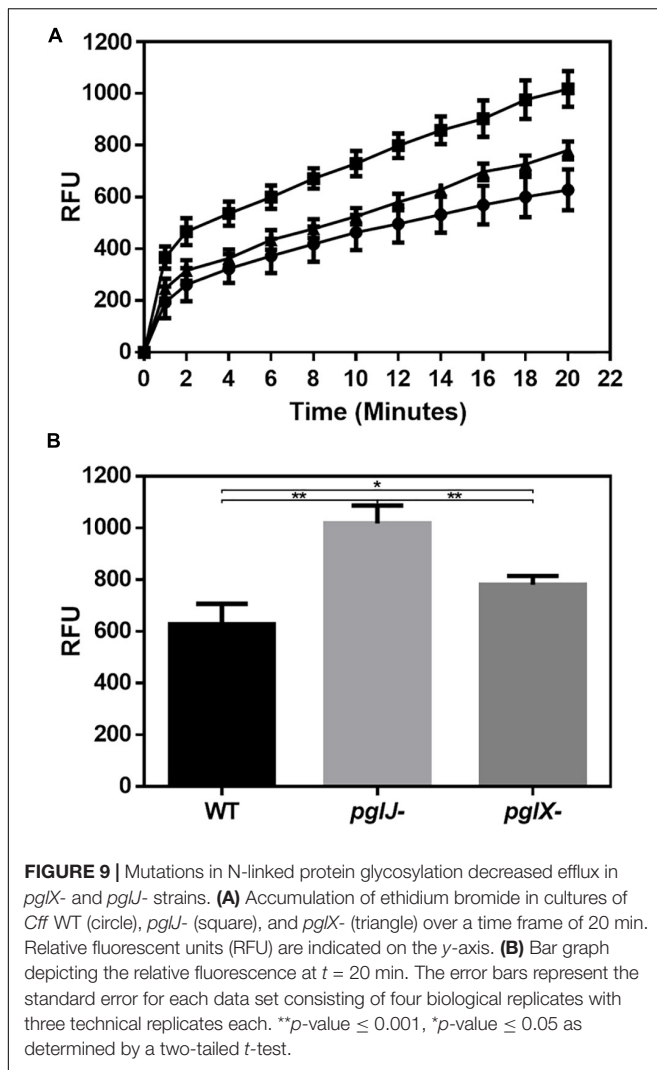 A
1200
1000
800
600
400
200
0
RFU
0 2 4 6 8 10 12 14 16 18 20 22
Time (Minutes)
B
1200
1000
800
600
400
200
0
RFU
*
** **
WT pglJ- pglX-
FIGURE 9 | Mutations in N-linked protein glycosylation decreased efflux in
pglX- and pglJ- strains. (A) Accumulation of ethidium bromide in cultures of
Cff WT (circle), pglJ- (square), and pglX- (triangle) over a time frame of 20 min.
Relative fluorescent units (RFU) are indicated on the y-axis. (B) Bar graph
depicting the relative fluorescence at t = 20 min. The error bars represent the
standard error for each data set consisting of four biological replicates with
three technical replicates each. **p-value ≤ 0.001, *p-value ≤ 0.05 as
determined by a two-tailed t-test.